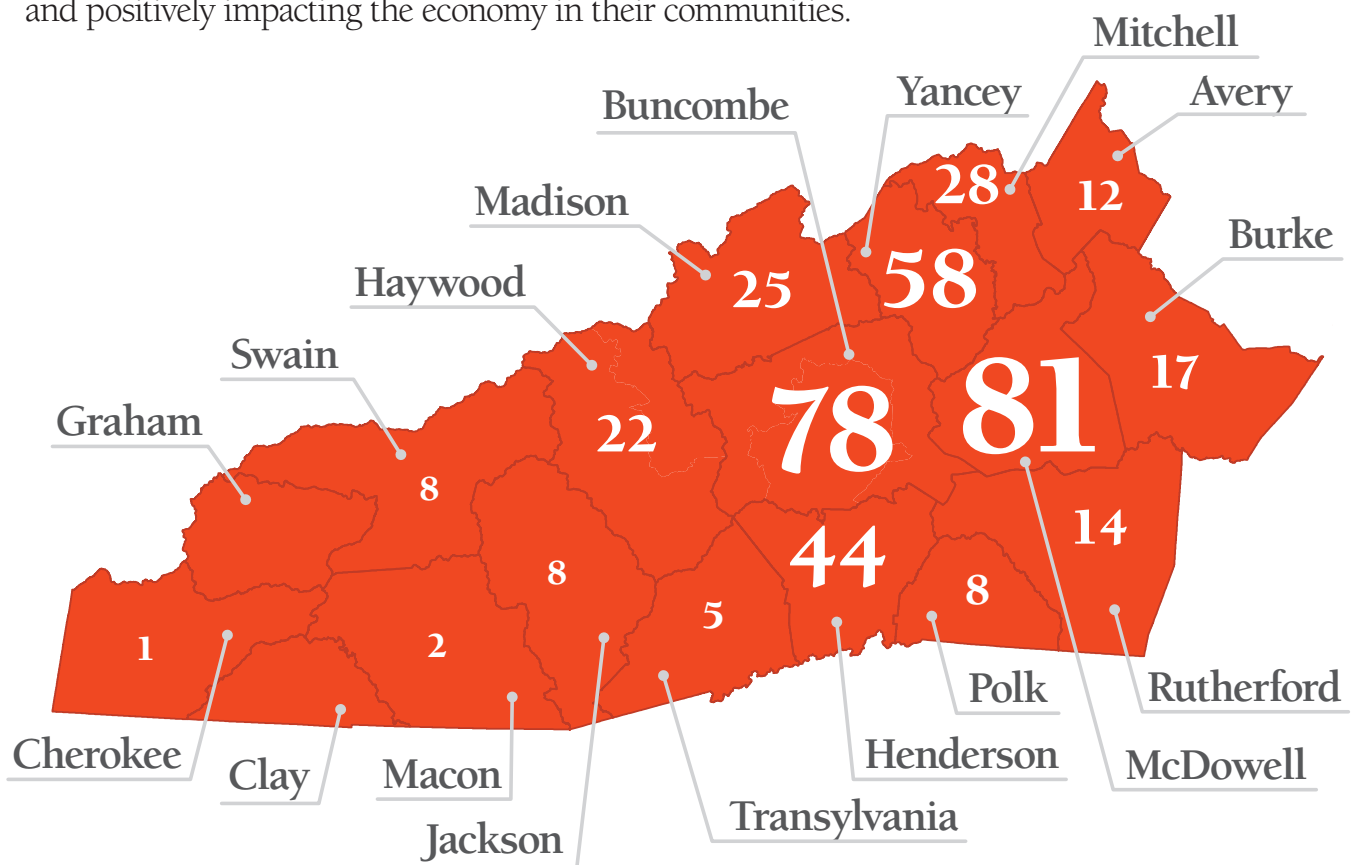 and positively impacting the economy in their communities.
Mitchell
Avery
Yancey
Buncombe
28
12
Madison
Burke
58
25
Haywood
Swain
81
17
78
Graham
22
8
14
44
8
8
5
1
2
Polk
Rutherford
Cherokee
Clay
Macon
Henderson
McDowell
Transylvania
Jackson